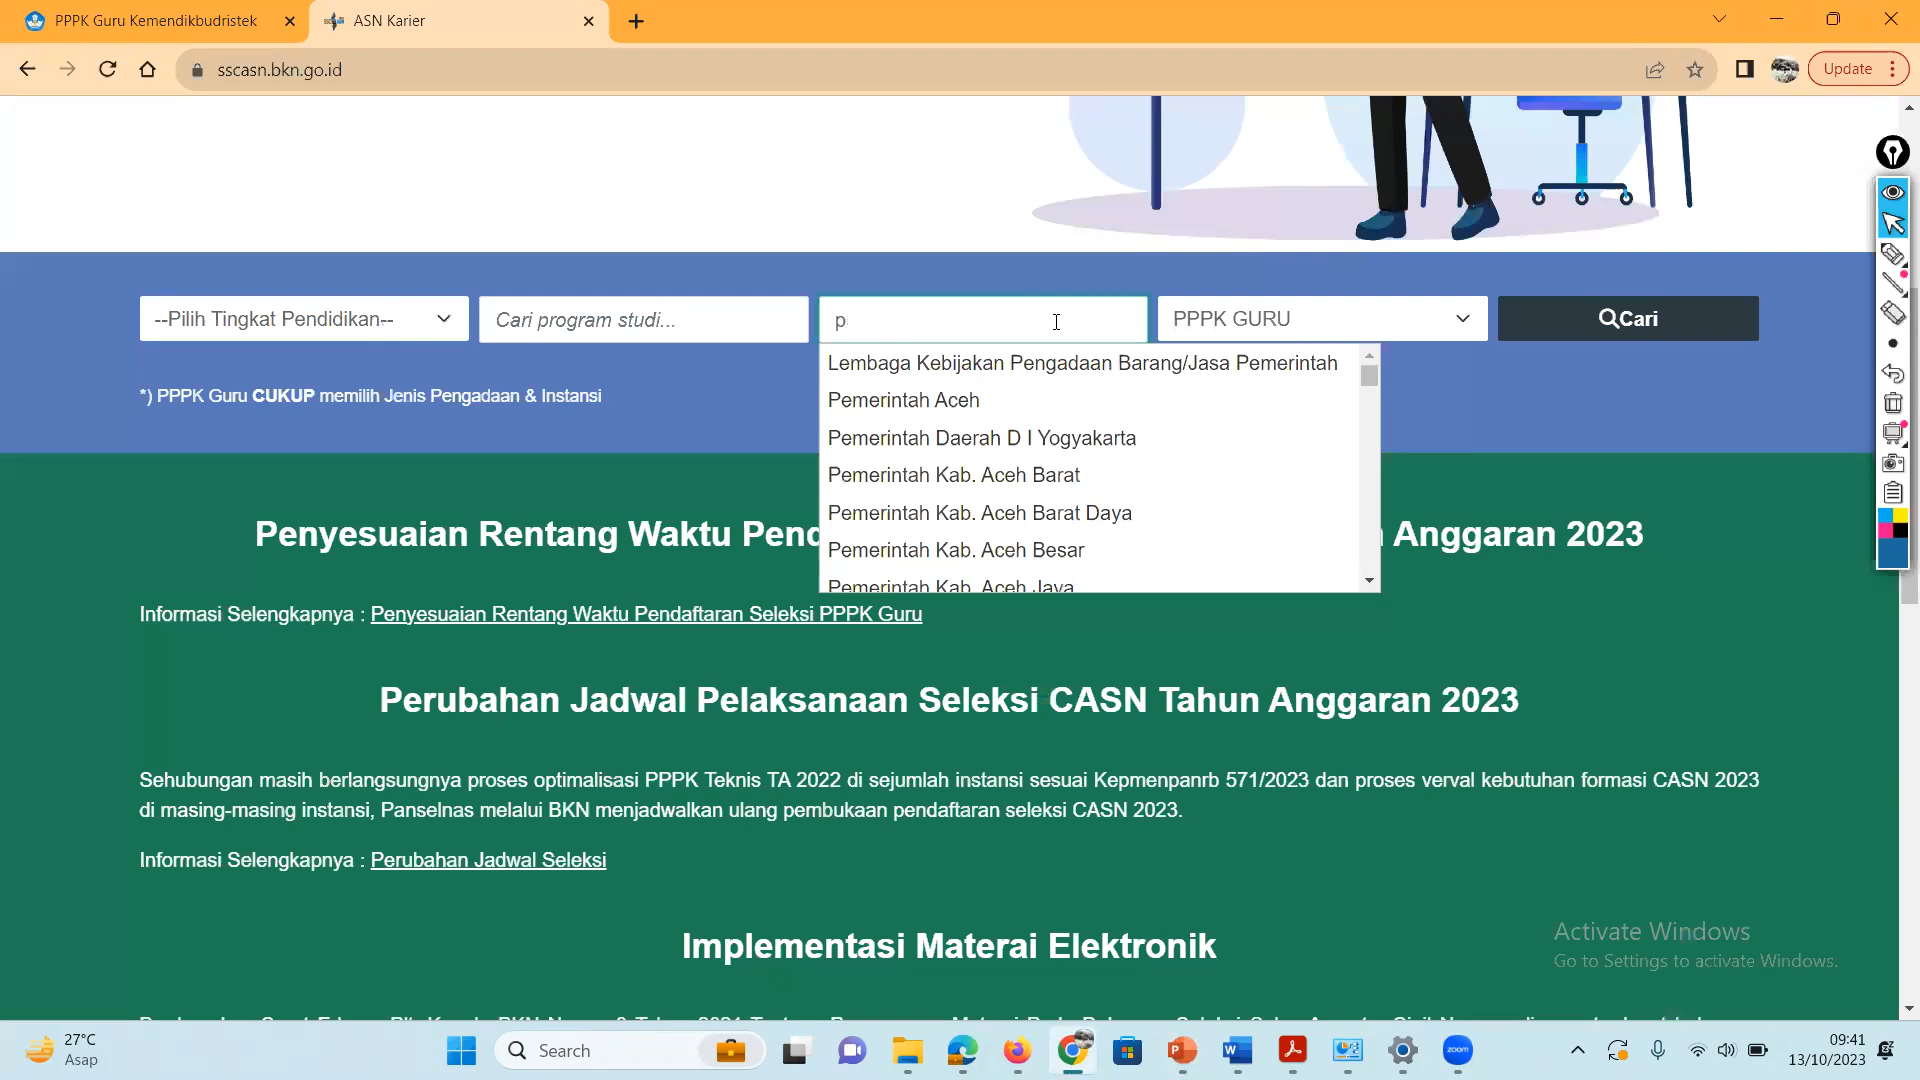 PPPK Guru Kemendikbudristek
ASN Karier
sscasn.bkn.go.id
Update
--Pilih Tingkat Pendidikan--
Cari program studi...
p
PPPK GURU
Cari
Lembaga Kebijakan Pengadaan Barang/Jasa Pemerintah
Pemerintah Aceh
Pemerintah Daerah D I Yogyakarta
Pemerintah Kab. Aceh Barat
Pemerintah Kab. Aceh Barat Daya
Pemerintah Kab. Aceh Besar
Pemerintah Kab. Aceh Jaya
*) PPPK Guru CUKUP memilih Jenis Pengadaan & Instansi
Penyesuaian Rentang Waktu Anggaran 2023
Informasi Selengkapnya : Penyesuaian Rentang Waktu Pendaftaran Seleksi PPPK Guru
Perubahan Jadwal Pelaksanaan Seleksi CASN Tahun Anggaran 2023
Sehubungan masih berlangsungnya proses optimalisasi PPPK Teknis TA 2022 di sejumlah instansi sesuai Kepmenpanrb 571/2023 dan proses verval kebutuhan formasi CASN 2023
di masing-masing instansi, Panselnas melalui BKN menjadwalkan ulang pembukaan pendaftaran seleksi CASN 2023.
Informasi Selengkapnya : Perubahan Jadwal Seleksi
Implementasi Materai Elektronik
Activate Windows
Go to Settings to activate Windows.
27°C
Asap
Search
zoom
09:41
13/10/2023